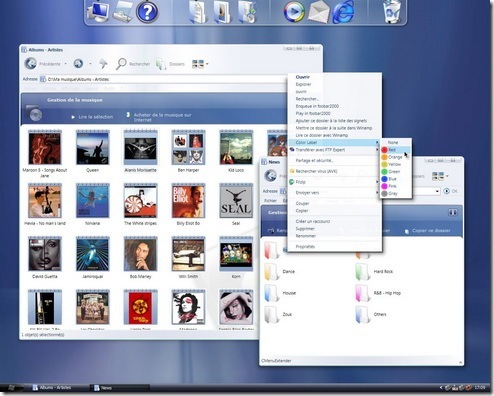 Albums - Artistes
Précédente
Rechercher
Dossiers
Adresse
D:\Ma musique\Albums - Artistes
Gestion de la musique
Lire la sélection
Acheter de la musique sur Internet
Maroon 5 - Songs About Jane
Queen
Alanis Morissette
Ben Harper
Kid Loco
Hevia - No man's land
Nirvana
The White stripes
Billy Elliot
SEAL
Seal
David Guetta
Jamiroquai
Bob Marley
Will Smith
Korn
1 objet(s) sélectionné(s)
Ouvrir
Explorer
ouvrir
Rechercher...
Enqueue in foobar2000
Play in foobar2000
Ajouter ce dossier à la liste des signets
Mettre ce dossier à la suite dans Winamp
Lire ce dossier avec Winamp
Color Label
Transférer avec FTP Expert
Partage et sécurité...
Rechercher virus (AVK)
Envoyer vers
Couper
Copier
Créer un raccourci
Supprimer
Renommer
Propriétés
None
Red
Orange
Yellow
Green
Blue
Pink
Gray
News
Adresse
OK
Fichier
Copier ce dossier
Dance
Hard Rock
House
R&B - Hip Hop
Zouk
Others
CMenuExtender
Albums - Artistes
News
17:09